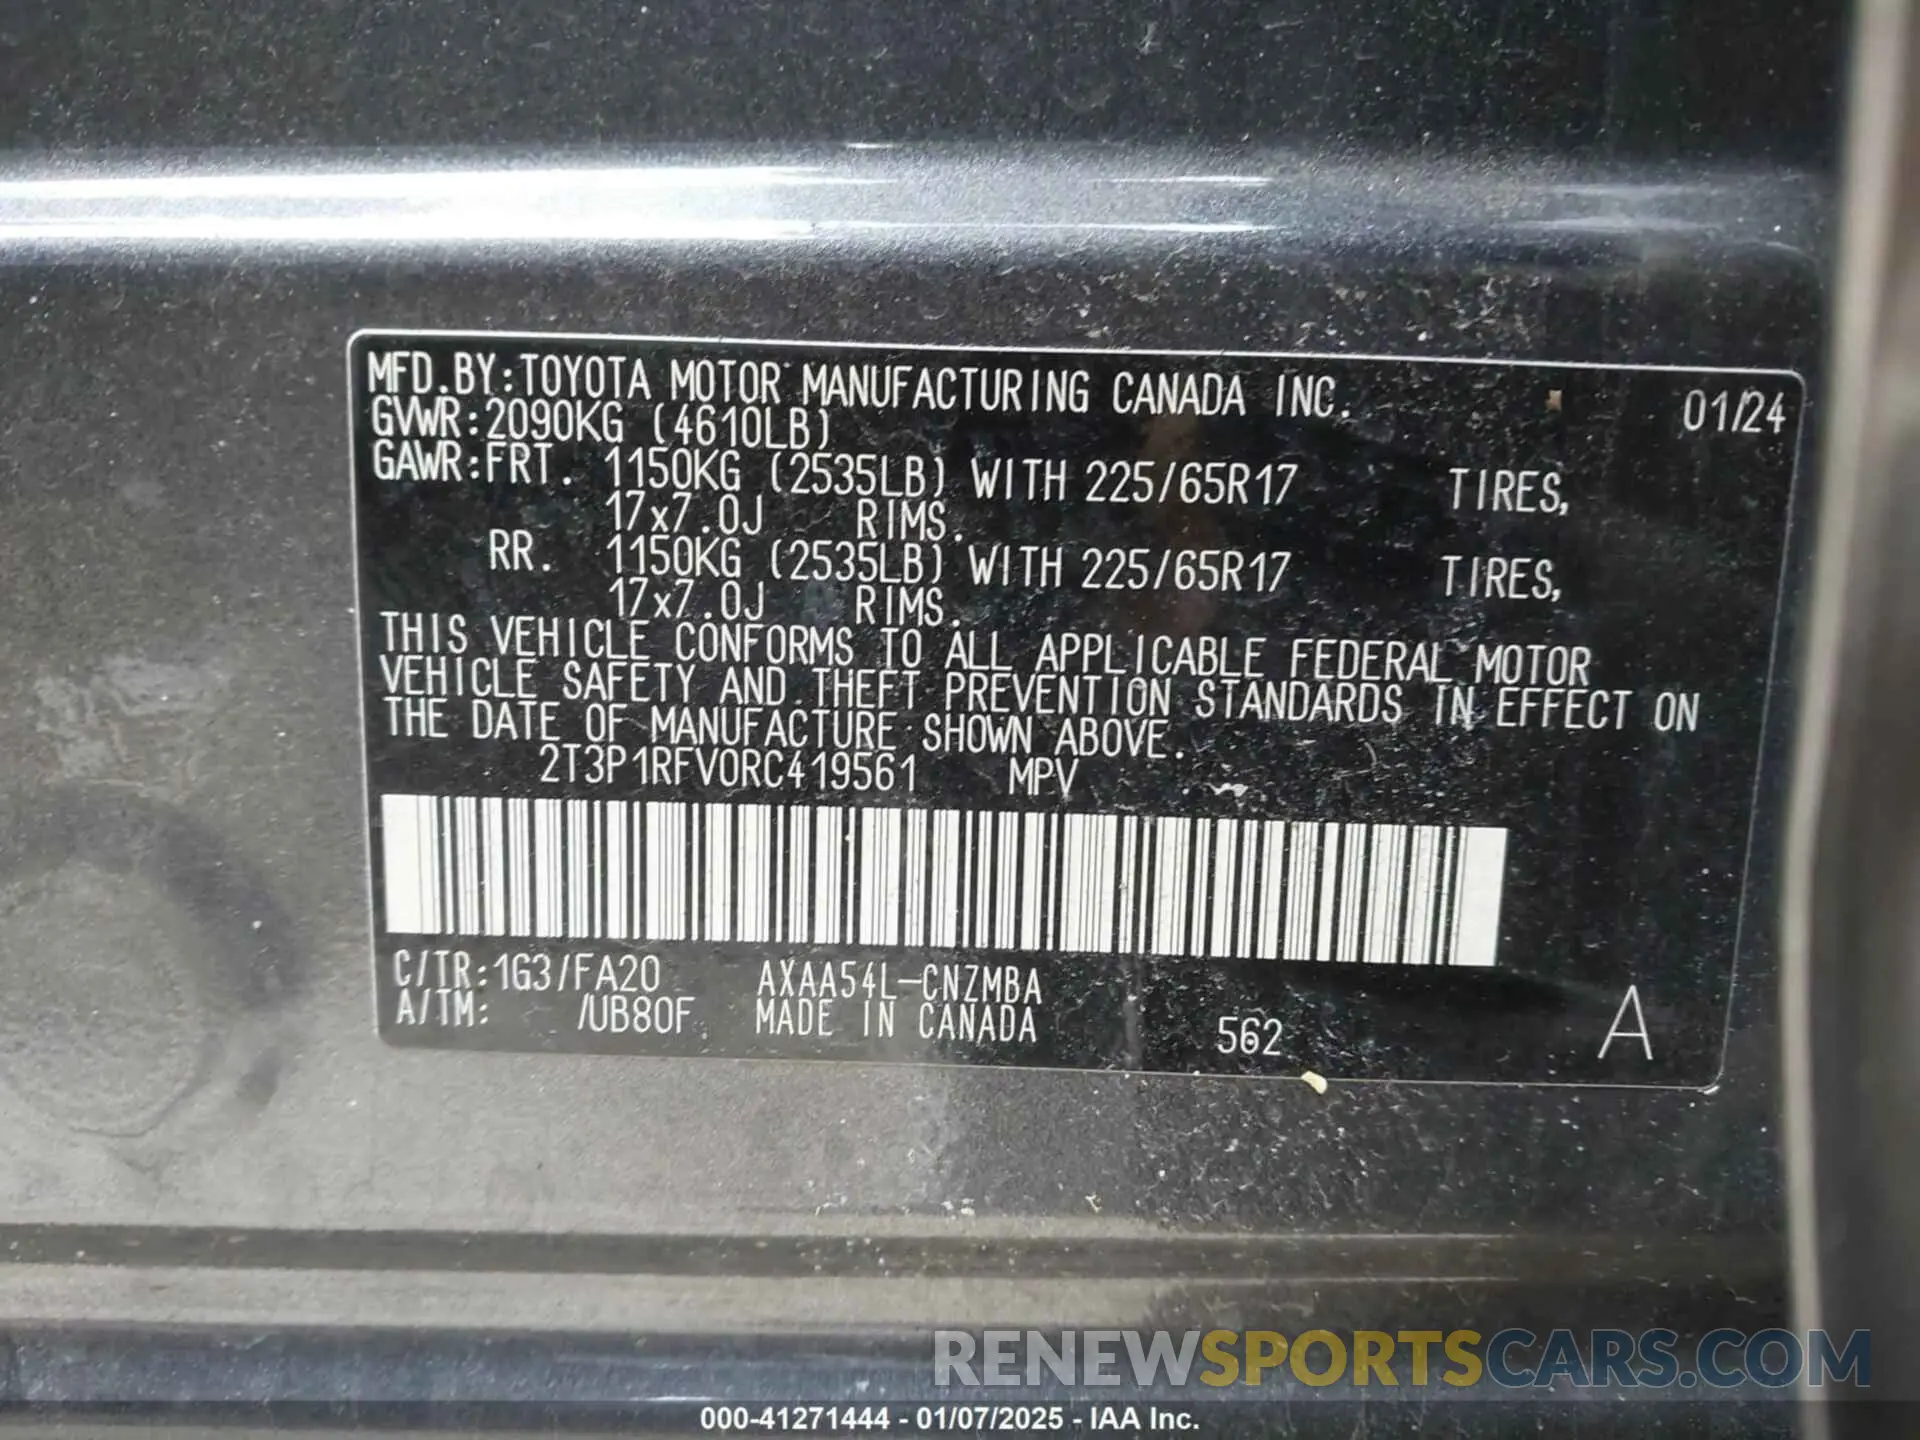 MFD.BY:TOYOTA MOTOR MANUFACTURING CANADA INC. 01/24
GVWR:2090KG (4610LB)
GAWR:FRT. 1150KG (2535LB) WITH 225/65R17 TIRES,
17x7.0J RIMS.
RR. 1150KG (2535LB) WITH 225/65R17 TIRES,
17x7.0J RIMS.
THIS VEHICLE CONFORMS TO ALL APPLICABLE FEDERAL MOTOR
VEHICLE SAFETY AND THEFT PREVENTION STANDARDS IN EFFECT ON
THE DATE OF MANUFACTURE SHOWN ABOVE.
2T3P1RFV0RC419561 MPV
C/TR:1G3/FA20 AXAA54L-CNZMBA
A/TM: /UB80F MADE IN CANADA 562 A
RENEWSPORTSCARS.COM
000-41271444 - 01/07/2025 - IAA Inc.